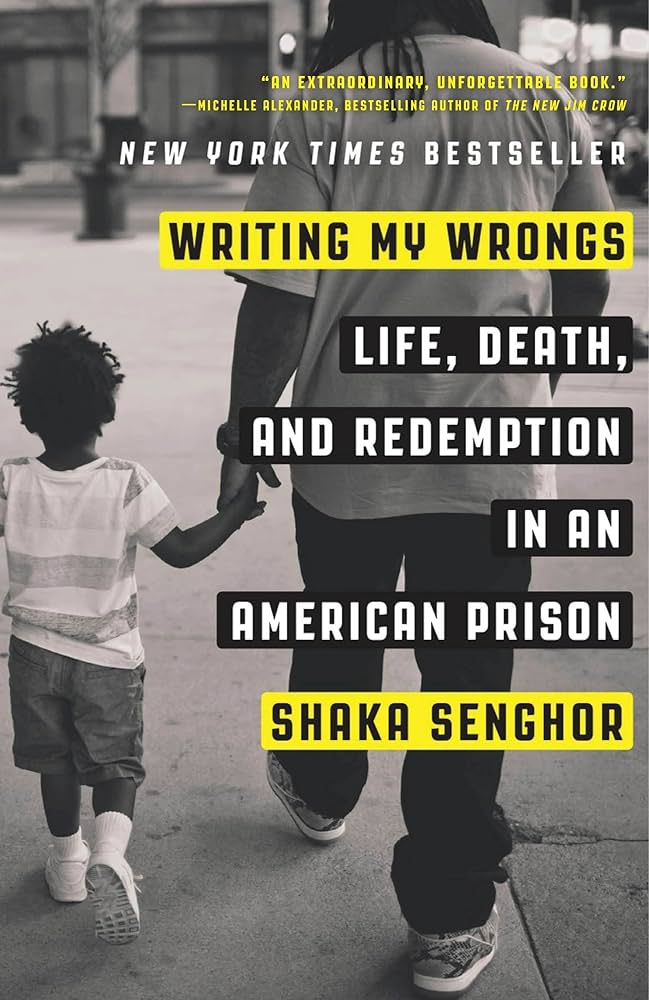 “AN EXTRAORDINARY, UNFORGETTABLE BOOK.”
—MICHELLE ALEXANDER, BESTSELLING AUTHOR OF THE NEW JIM CROW
NEW YORK TIMES BESTSELLER
WRITING MY WRONGS
LIFE, DEATH,
AND REDEMPTION
IN AN
AMERICAN PRISON
SHAKA SENGHOR